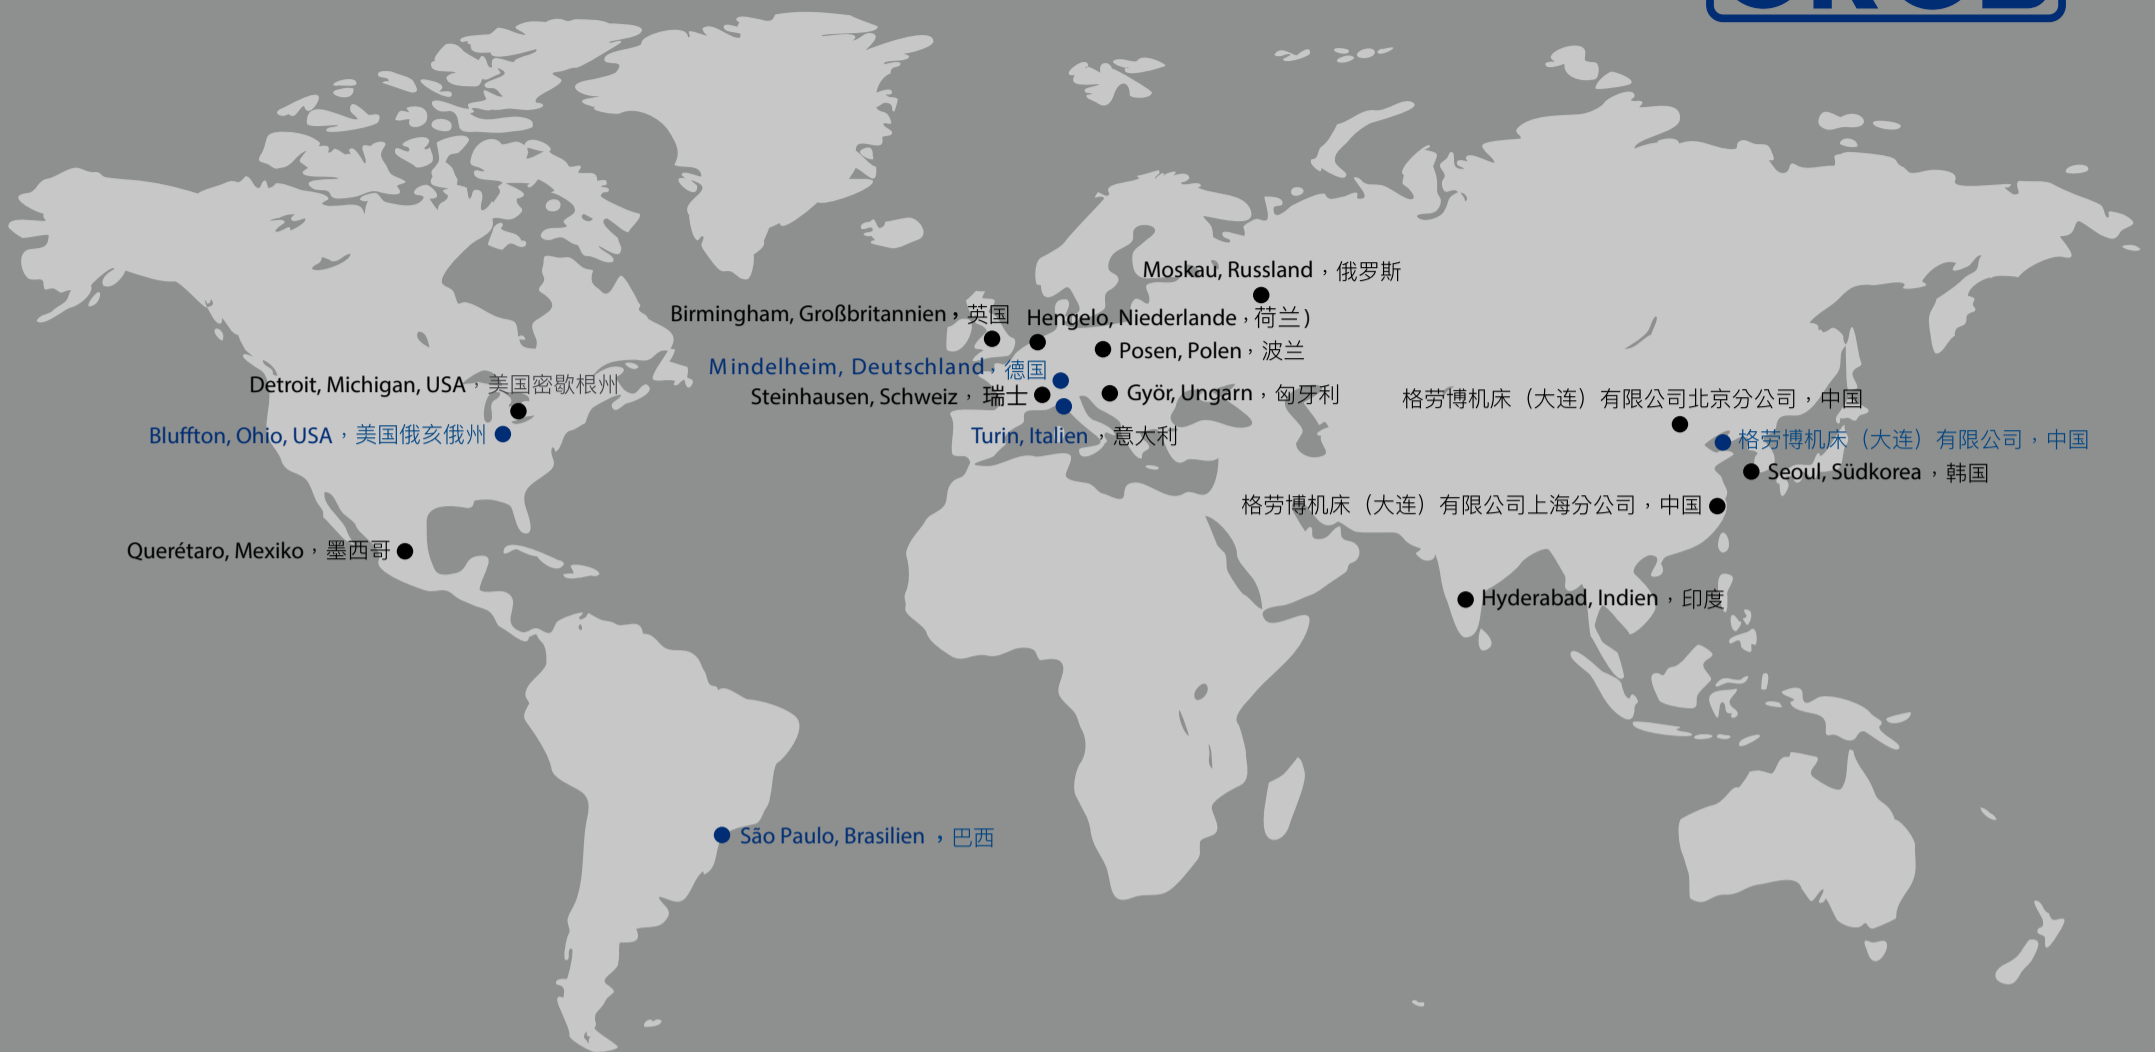 Moskau, Russland，俄罗斯
Birmingham, Großbritannien，英国
Hengelo, Niederlande，荷兰)
Posen, Polen，波兰
Mindelheim, Deutschland，德国
Detroit, Michigan, USA，美国密歇根州
Steinhausen, Schweiz，瑞士
Györ, Ungarn，匈牙利
格劳博机床（大连）有限公司北京分公司，中国
Bluffton, Ohio, USA，美国俄亥俄州
Turin, Italien，意大利
格劳博机床（大连）有限公司，中国
Seoul, Südkorea，韩国
格劳博机床（大连）有限公司上海分公司，中国
Querétaro, Mexiko，墨西哥
Hyderabad, Indien，印度
São Paulo, Brasilien，巴西